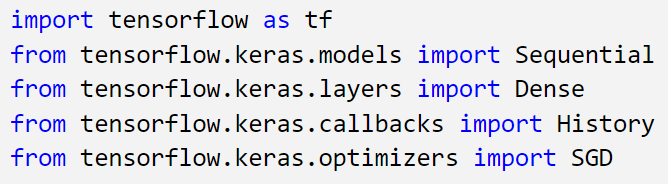 import tensorflow as tf
from tensorflow.keras.models import Sequential
from tensorflow.keras.layers import Dense
from tensorflow.keras.callbacks import History
from tensorflow.keras.optimizers import SGD